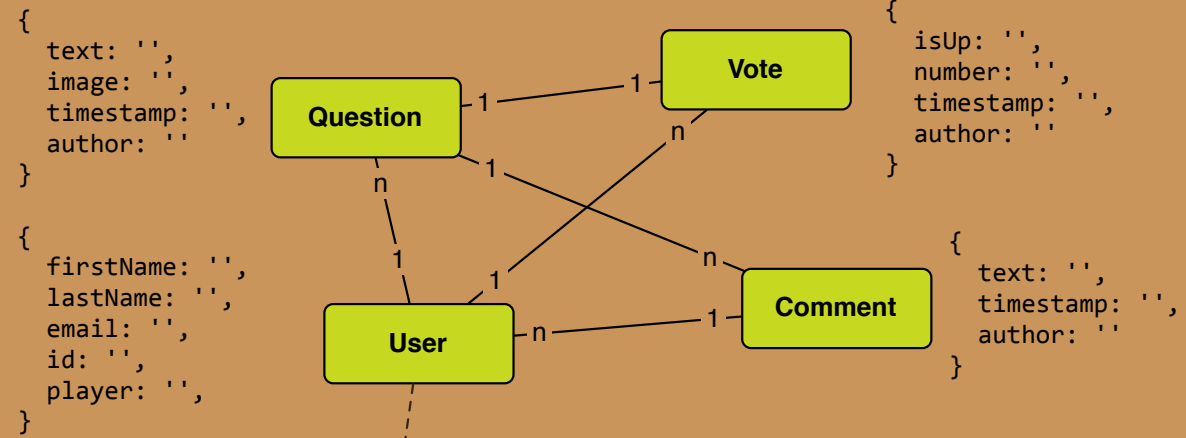 {
  text: '',
  image: '',
  timestamp: '',
  author: ''
}
Question
1
1
Vote
{
  isUp: '',
  number: '',
  timestamp: '',
  author: ''
}
n
1
n
1
1
n
{
  firstName: '',
  lastName: '',
  email: '',
  id: '',
  player: '',
}
User
n
1
Comment
{
  text: '',
  timestamp: '',
  author: ''
}